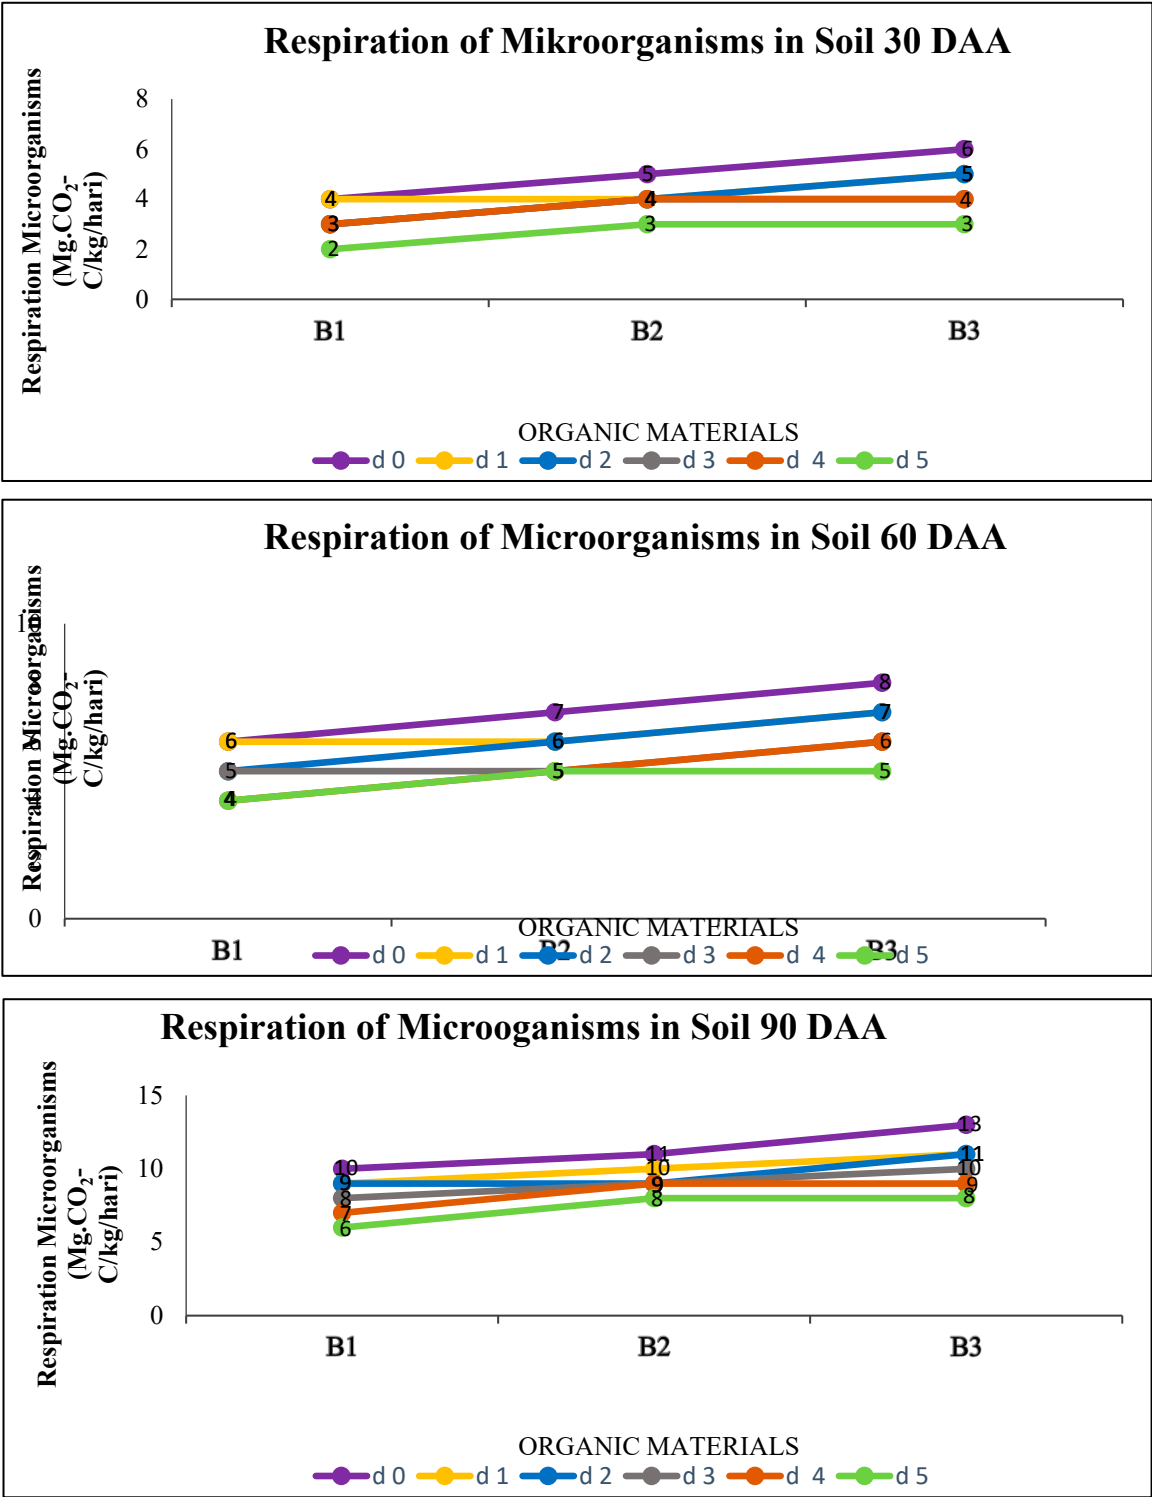 Respiration of Mikroorganisms in Soil 30 DAA
Respiration Microorganisms
(Mg.CO₂-
C/kg/hari)
8
6
4
2
0
4
3
2
5
4
3
6
5
4
3
B1 B2 B3
ORGANIC MATERIALS
d 0 d 1 d 2 d 3 d 4 d 5
Respiration of Microorganisms in Soil 60 DAA
Respiration Microorganisms
(Mg.CO₂-
C/kg/hari)
10
0
6
5
4
7
6
5
8
7
6
5
B1 B2 B3
ORGANIC MATERIALS
d 0 d 1 d 2 d 3 d 4 d 5
Respiration of Microoganisms in Soil 90 DAA
Respiration Microorganisms
(Mg.CO₂-
C/kg/hari)
15
10
5
0
10
9
8
7
6
11
10
9
8
13
11
10
9
8
B1 B2 B3
ORGANIC MATERIALS
d 0 d 1 d 2 d 3 d 4 d 5